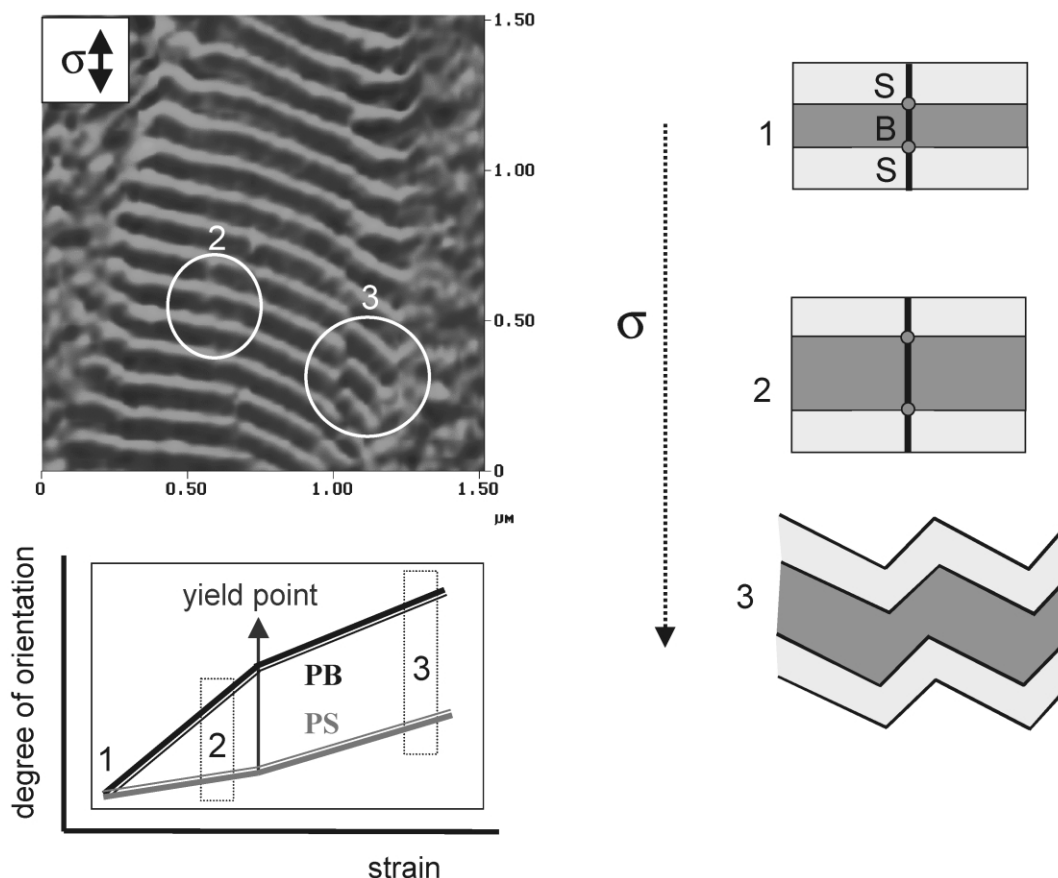 σ
1.50
1.00
0.50
0
2
3
0
0.50
1.00
1.50
μM
σ
1
S
B
S
2
3
degree of orientation
yield point
PB
PS
1
2
3
strain